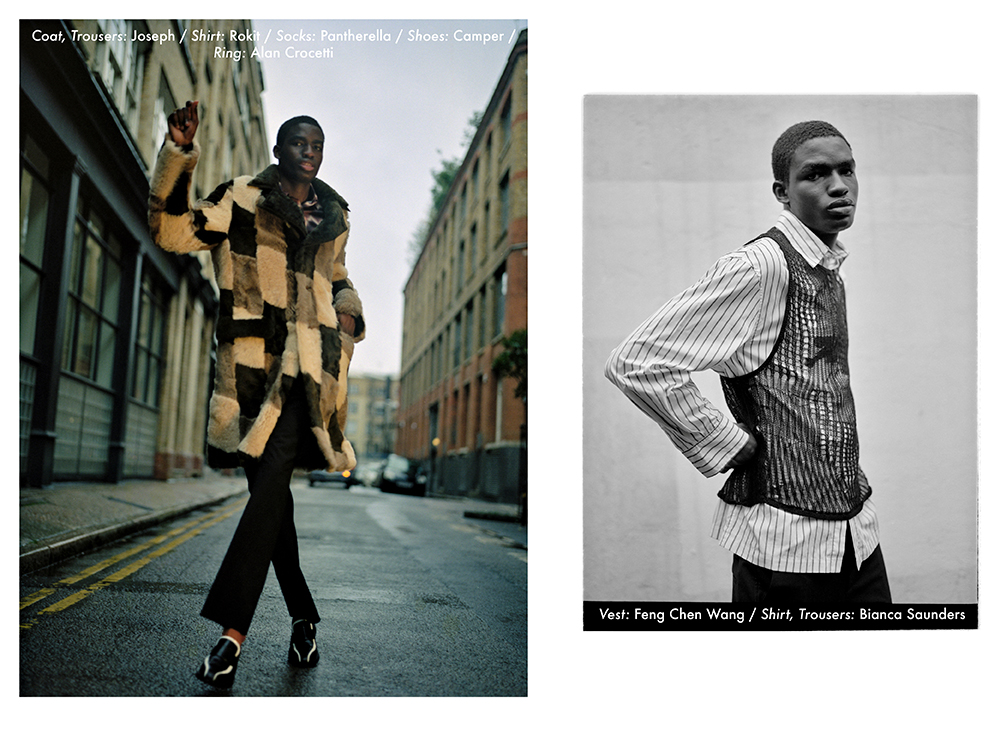 Coat, Trousers: Joseph / Shirt: Rokit / Socks: Pantherella / Shoes: Camper /
Ring: Alan Crocetti
Vest: Feng Chen Wang / Shirt, Trousers: Bianca Saunders